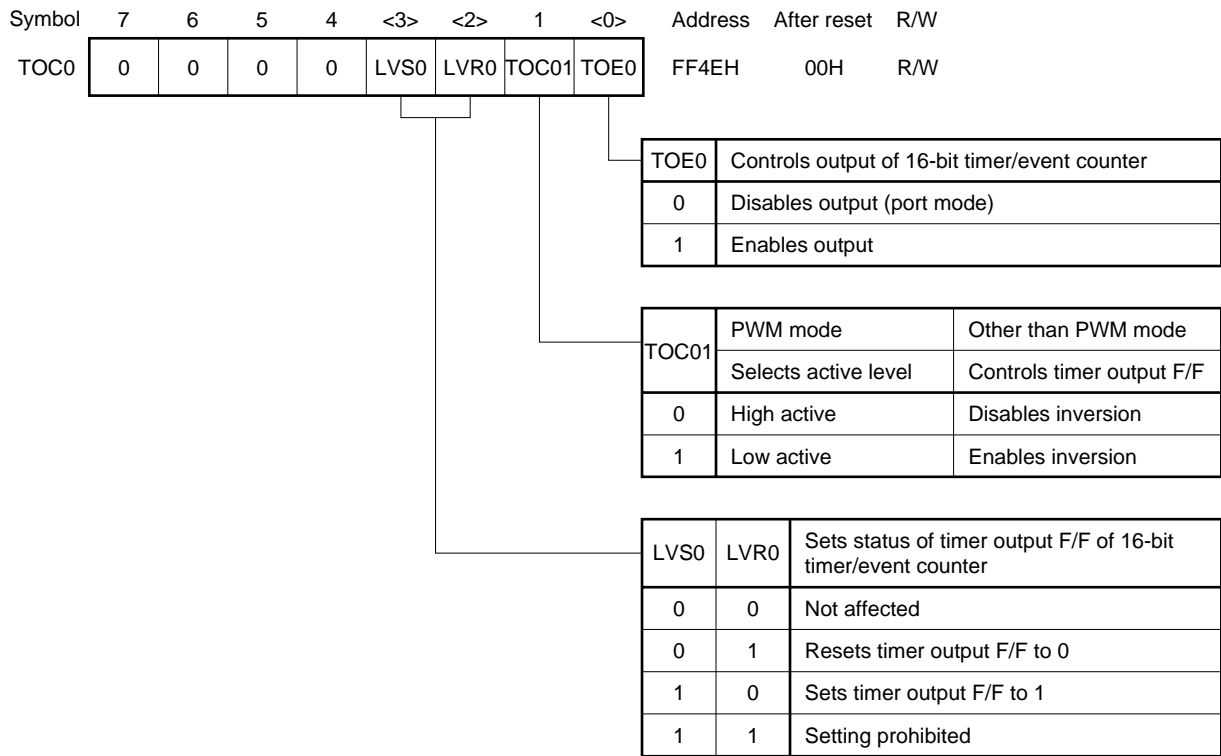 Symbol 7 6 5 4 <3> <2> 1 <0> Address After reset R/W
TOC0 0 0 0 0 LVS0 LVR0 TOC01 TOE0 FF4EH 00H R/W
TOE0 Controls output of 16-bit timer/event counter
0 Disables output (port mode)
1 Enables output
TOC01 PWM mode Other than PWM mode
Selects active level Controls timer output F/F
0 High active Disables inversion
1 Low active Enables inversion
LVS0 LVR0 Sets status of timer output F/F of 16-bit
timer/event counter
0 0 Not affected
0 1 Resets timer output F/F to 0
1 0 Sets timer output F/F to 1
1 1 Setting prohibited